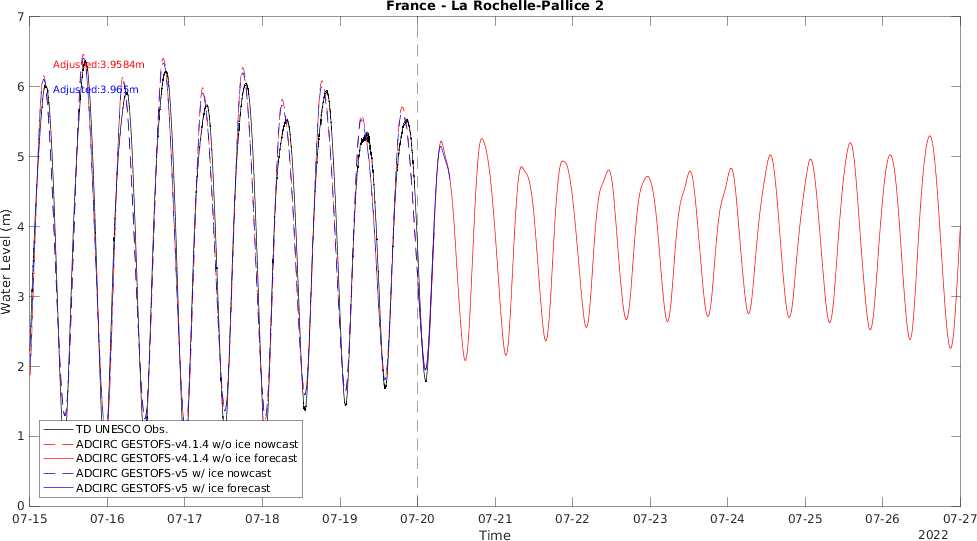 France - La Rochelle-Pallice 2
7
6
5
4
3
2
1
0
Water Level (m)
Adjusted:3.9584m
Adjusted:3.965m
TD UNESCO Obs.
ADCIRC GESTOFS-v4.1.4 w/o ice nowcast
ADCIRC GESTOFS-v4.1.4 w/o ice forecast
ADCIRC GESTOFS-v5 w/ ice nowcast
ADCIRC GESTOFS-v5 w/ ice forecast
07-15 07-16 07-17 07-18 07-19 07-20 07-21 07-22 07-23 07-24 07-25 07-26 07-27
Time
2022